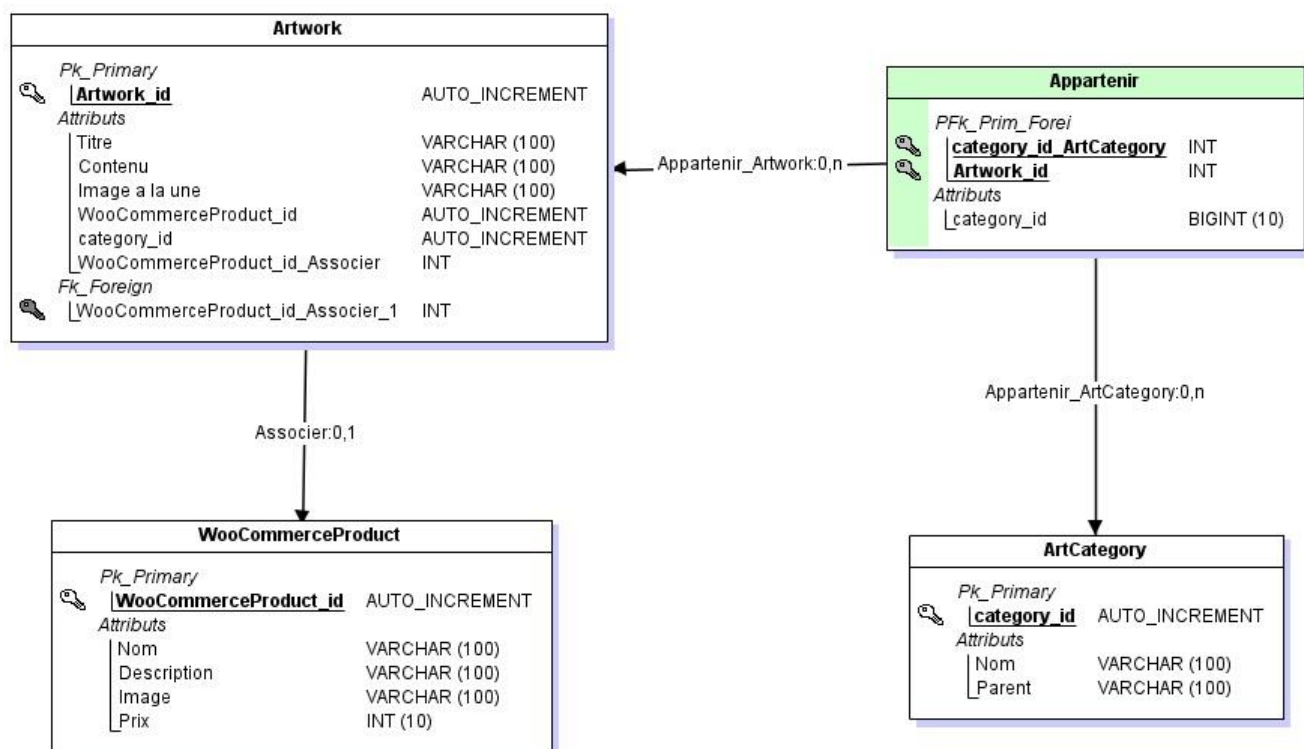 Artwork
Pk_Primary
Artwork_id AUTO_INCREMENT
Attributs
Titre VARCHAR (100)
Contenu VARCHAR (100)
Image a la une VARCHAR (100)
WooCommerceProduct_id AUTO_INCREMENT
category_id AUTO_INCREMENT
WooCommerceProduct_id_Associer INT
Fk_Foreign
WooCommerceProduct_id_Associer_1 INT
Appartenir_Artwork:0,n
Appartenir
PFk_Prim_Forei
category_id_ArtCategory INT
Artwork_id INT
Attributs
category_id BIGINT (10)
Associer:0,1
Appartenir_ArtCategory:0,n
WooCommerceProduct
Pk_Primary
WooCommerceProduct_id AUTO_INCREMENT
Attributs
Nom VARCHAR (100)
Description VARCHAR (100)
Image VARCHAR (100)
Prix INT (10)
ArtCategory
Pk_Primary
category_id AUTO_INCREMENT
Attributs
Nom VARCHAR (100)
Parent VARCHAR (100)